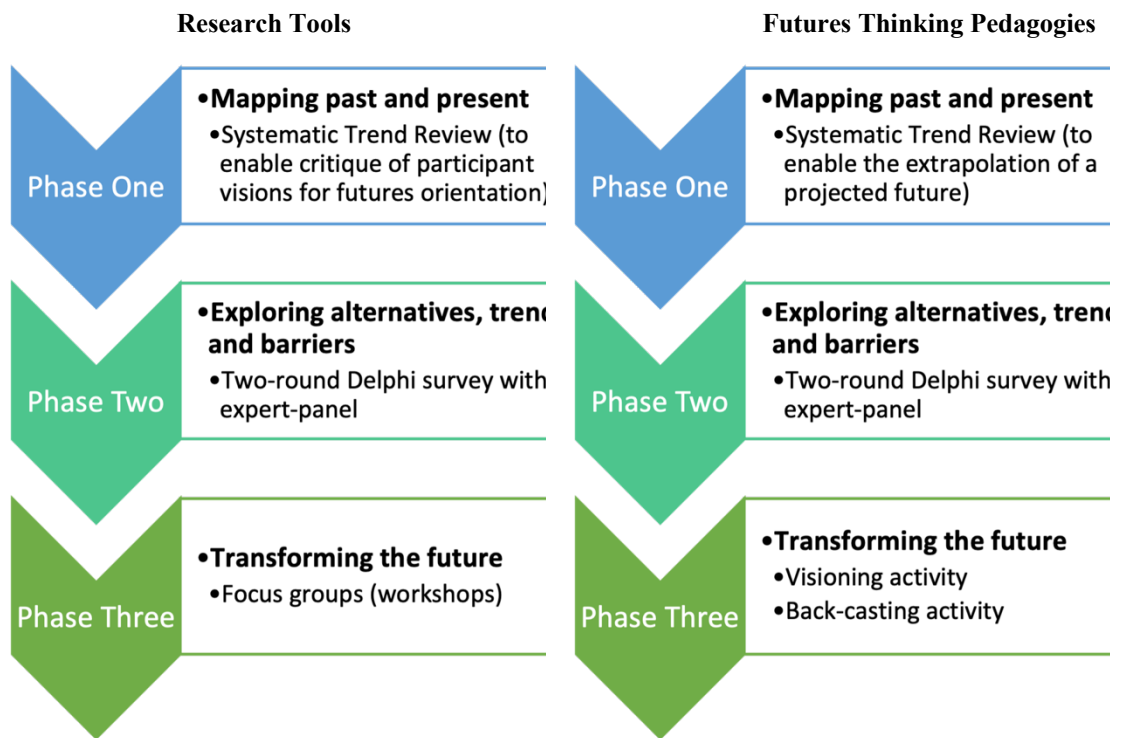 Research Tools
Phase One
•Mapping past and present
•Systematic Trend Review (to
enable critique of participant
visions for futures orientation)
Phase Two
•Exploring alternatives, tren
and barriers
•Two-round Delphi survey with
expert-panel
Phase Three
•Transforming the future
•Focus groups (workshops)
Futures Thinking Pedagogies
Phase One
•Mapping past and present
•Systematic Trend Review (to
enable the extrapolation of a
projected future)
Phase Two
•Exploring alternatives, tren
and barriers
•Two-round Delphi survey with
expert-panel
Phase Three
•Transforming the future
•Visioning activity
•Back-casting activity